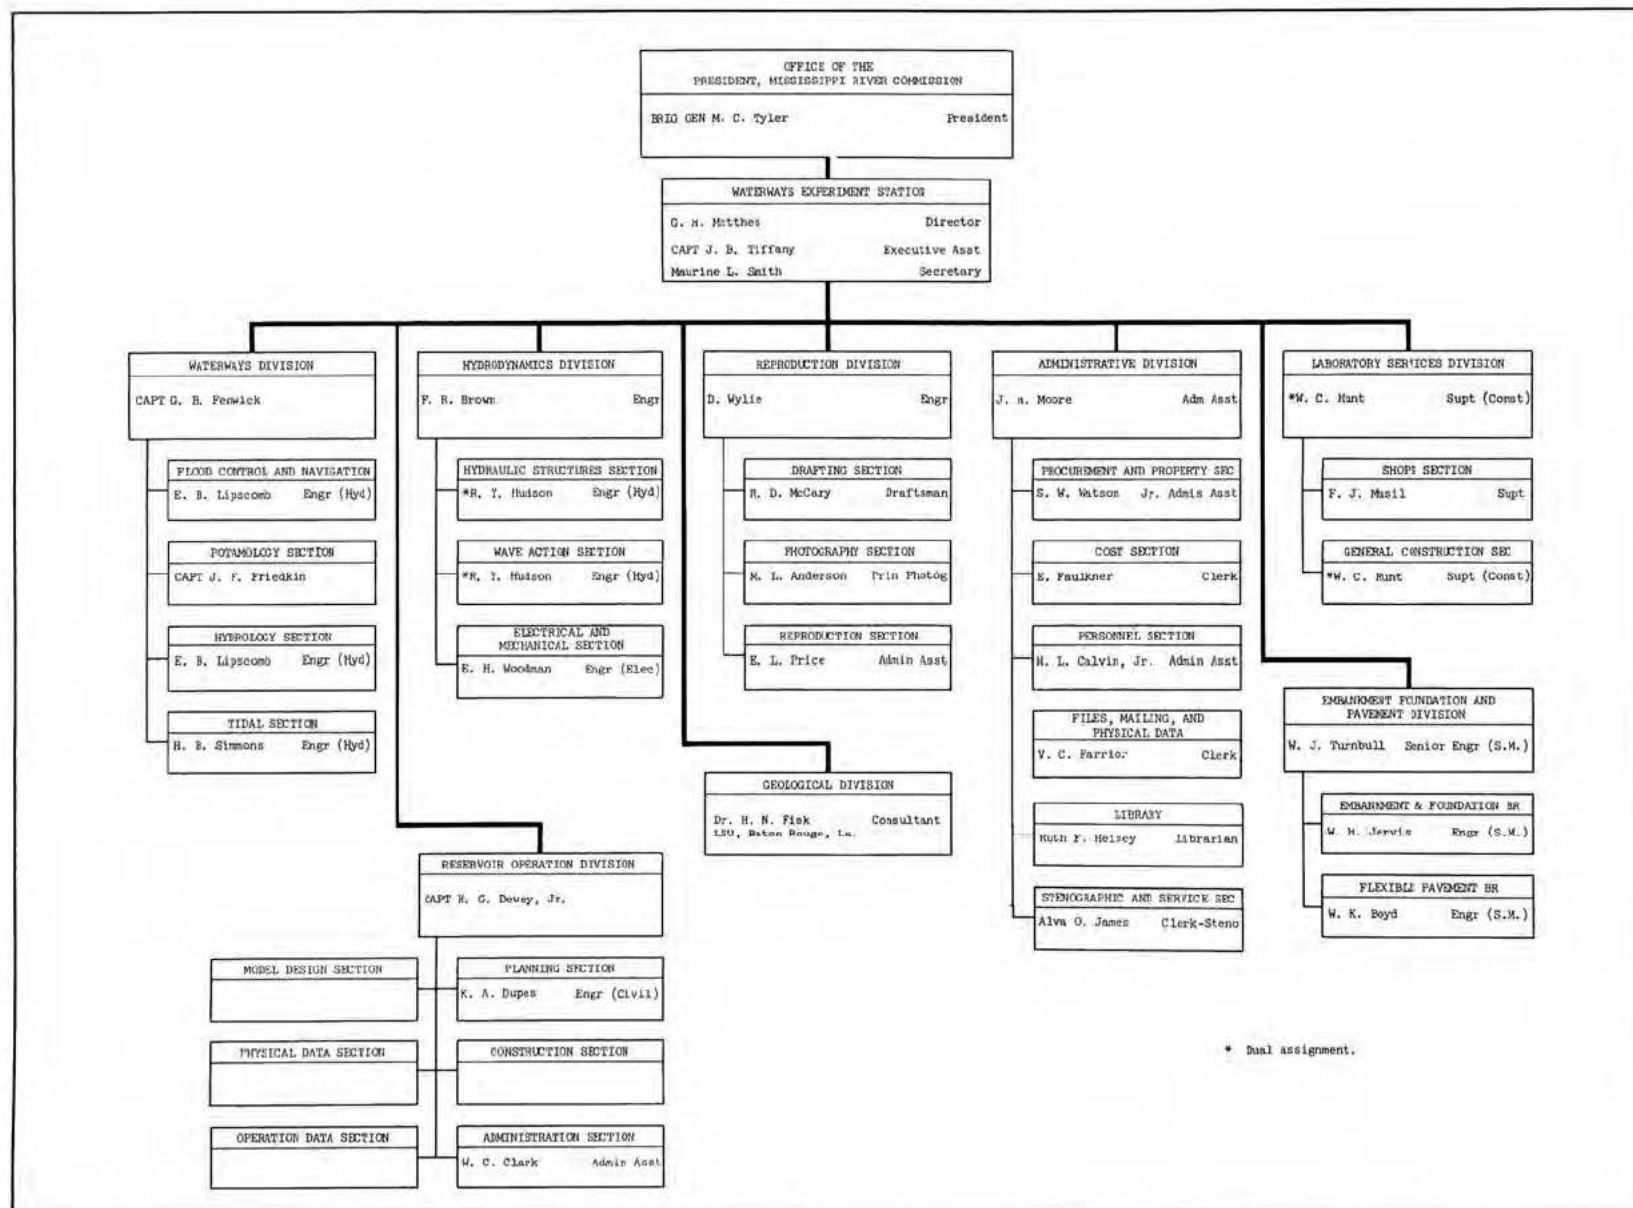 OFFICE OF THE
PRESIDENT, MISSISSIPPI RIVER COMMISSION
BRIG GEN M. C. Tyler President
WATERWAYS EXPERIMENT STATION
G. H. Matthes Director
CAPT J. B. Tiffany Executive Asst
Maurine L. Smith Secretary
WATERWAYS DIVISION
CAPT G. B. Fenwick
FLOOD CONTROL AND NAVIGATION
E. B. Lipscomb Engr (Hyd)
POTAMOLOGY SECTION
CAPT J. F. Friedkin
HYDROLOGY SECTION
E. B. Lipscomb Engr (Hyd)
TIDAL SECTION
H. B. Simmons Engr (Hyd)
HYDRODYNAMICS DIVISION
F. R. Brown Engr
HYDRAULIC STRUCTURES SECTION
*R. Y. Hudson Engr (Hyd)
WAVE ACTION SECTION
*R. Y. Hudson Engr (Hyd)
ELECTRICAL AND
MECHANICAL SECTION
E. H. Woodman Engr (Elec)
REPRODUCTION DIVISION
D. Wylie Engr
DRAFTING SECTION
R. D. McCary Draftsman
PHOTOGRAPHY SECTION
M. L. Anderson Prin Photog
REPRODUCTION SECTION
E. L. Price Admin Asst
ADMINISTRATIVE DIVISION
J. H. Moore Adm Asst
PROCUREMENT AND PROPERTY SEC
S. W. Watson Jr. Admis Asst
COST SECTION
E. Faulkner Clerk
PERSONNEL SECTION
H. L. Calvin, Jr. Admin Asst
FILES, MAILING, AND
PHYSICAL DATA
V. C. Farrior Clerk
LIBRARY
Ruth F. Helsey Librarian
STENOGRAPHIC AND SERVICE SEC
Alva O. James Clerk-Steno
LABORATORY SERVICES DIVISION
*W. C. Hunt Supt (Const)
SHOPS SECTION
F. J. Musil Supt
GENERAL CONSTRUCTION SEC
*W. C. Hunt Supt (Const)
EMBANKMENT FOUNDATION AND
PAVEMENT DIVISION
W. J. Turnbull Senior Engr (S.M.)
EMBANKMENT & FOUNDATION BR
W. H. Jervis Engr (S.M.)
FLEXIBLE PAVEMENT BR
W. K. Boyd Engr (S.M.)
GEOLOGICAL DIVISION
Dr. H. N. Fisk Consultant
LSU, Baton Rouge, La.
RESERVOIR OPERATION DIVISION
CAPT H. G. Dewey, Jr.
MODEL DESIGN SECTION
PLANNING SECTION
K. A. Dupes Engr (Civil)
PHYSICAL DATA SECTION
CONSTRUCTION SECTION
OPERATION DATA SECTION
ADMINISTRATION SECTION
W. C. Clark Admin Asst
* Dual assignment.